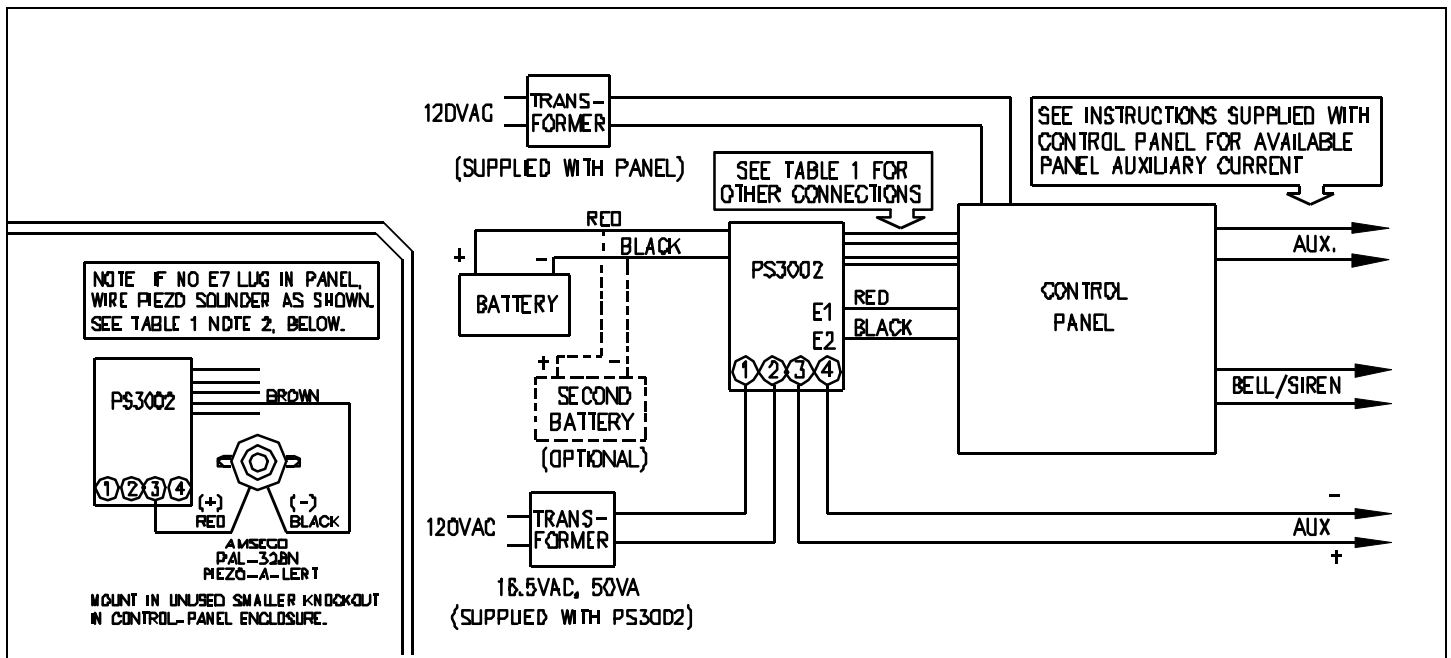 120VAC
TRANS-
FORMER
(SUPPLIED WITH PANEL)
SEE TABLE 1 FOR
OTHER CONNECTIONS
SEE INSTRUCTIONS SUPPLIED WITH
CONTROL PANEL FOR AVAILABLE
PANEL AUXILIARY CURRENT
RED
BLACK
+
-
BATTERY
+
-
SECOND
BATTERY
(OPTIONAL)
PS3002
E1
E2
RED
BLACK
1 2 3 4
CONTROL
PANEL
AUX.
BELL/SIREN
-
AUX
+
120VAC
TRANS-
FORMER
16.5VAC, 50VA
(SUPPLIED WITH PS3002)
NOTE IF NO E7 LUG IN PANEL,
WIRE PIEZO SOUNDER AS SHOWN.
SEE TABLE 1 NOTE 2, BELOW.
PS3002
BROWN
1 2 3 4
(+)
RED
(-)
BLACK
AMSECO
PAL-328N
PIEZO-A-LERT
MOUNT IN UNUSED SMALLER KNOCKOUT
IN CONTROL-PANEL ENCLOSURE.